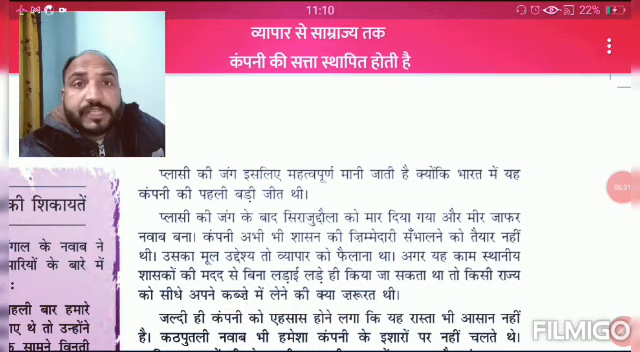 11:10
22%
व्यापार से साम्राज्य तक
कंपनी की सत्ता स्थापित होती है
प्लासी की जंग इसलिए महत्वपूर्ण मानी जाती है क्योंकि भारत में यह
कंपनी की पहली बड़ी जीत थी।
प्लासी की जंग के बाद सिराजुद्दौला को मार दिया गया और मीर जाफर
नवाब बना। कंपनी अभी भी शासन की ज़िम्मेदारी सँभालने को तैयार नहीं
थी। उसका मूल उद्देश्य तो व्यापार को फैलाना था। अगर यह काम स्थानीय
शासकों की मदद से बिना लड़ाई लड़े ही किया जा सकता था तो किसी राज्य
को सीधे अपने कब्ज़े में लेने की क्या ज़रूरत थी।
जल्दी ही कंपनी को एहसास होने लगा कि यह रास्ता भी आसान नहीं
है। कठपुतली नवाब भी हमेशा कंपनी के इशारों पर नहीं चलते थे।
की शिकायतें
गाल के नवाब ने
पारियों के बारे में
:
हली बार हमारे
ए थे तो उन्होंने
के सामने विनती
FILMIGO